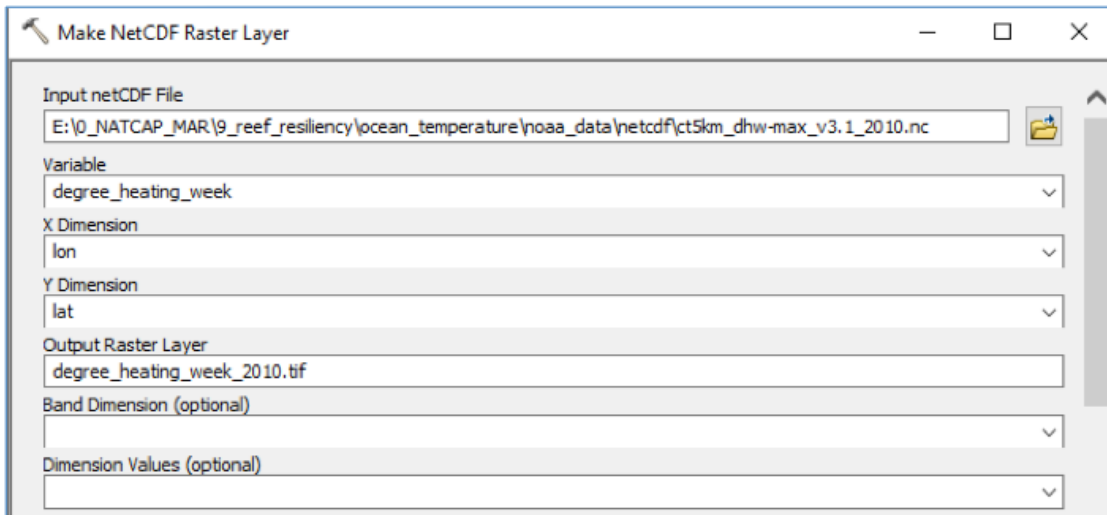 Make NetCDF Raster Layer
Input netCDF File
E:\0_NATCAP_MAR\9_reef_resiliency\ocean_temperature\noaa_data\netcdf\ct5km_dhw-max_v3.1_2010.nc
Variable
degree_heating_week
X Dimension
lon
Y Dimension
lat
Output Raster Layer
degree_heating_week_2010.tif
Band Dimension (optional)
Dimension Values (optional)